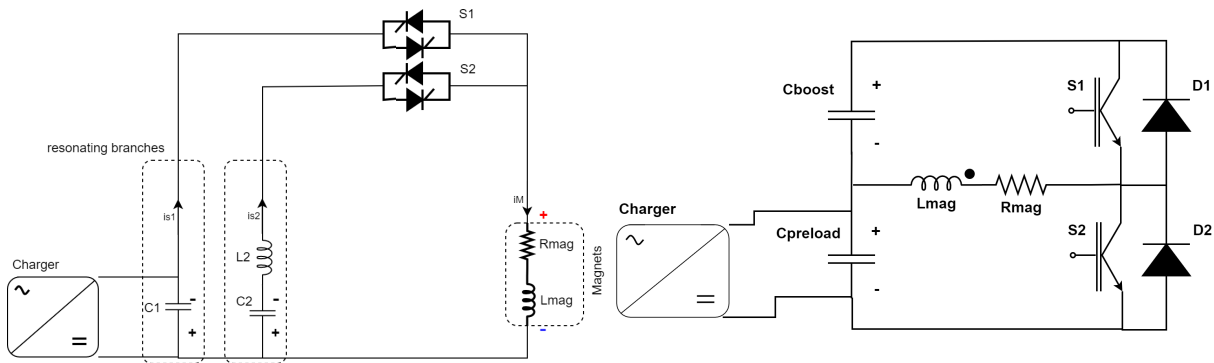 S1
S2
resonating branches
is1
is2
iM
+
Rmag
Lmag
-
Magnets
L2
Charger
C1
-
+
C2
-
+
Cboost
+
-
S1
D1
Lmag
Rmag
Charger
Cpreload
+
-
S2
D2